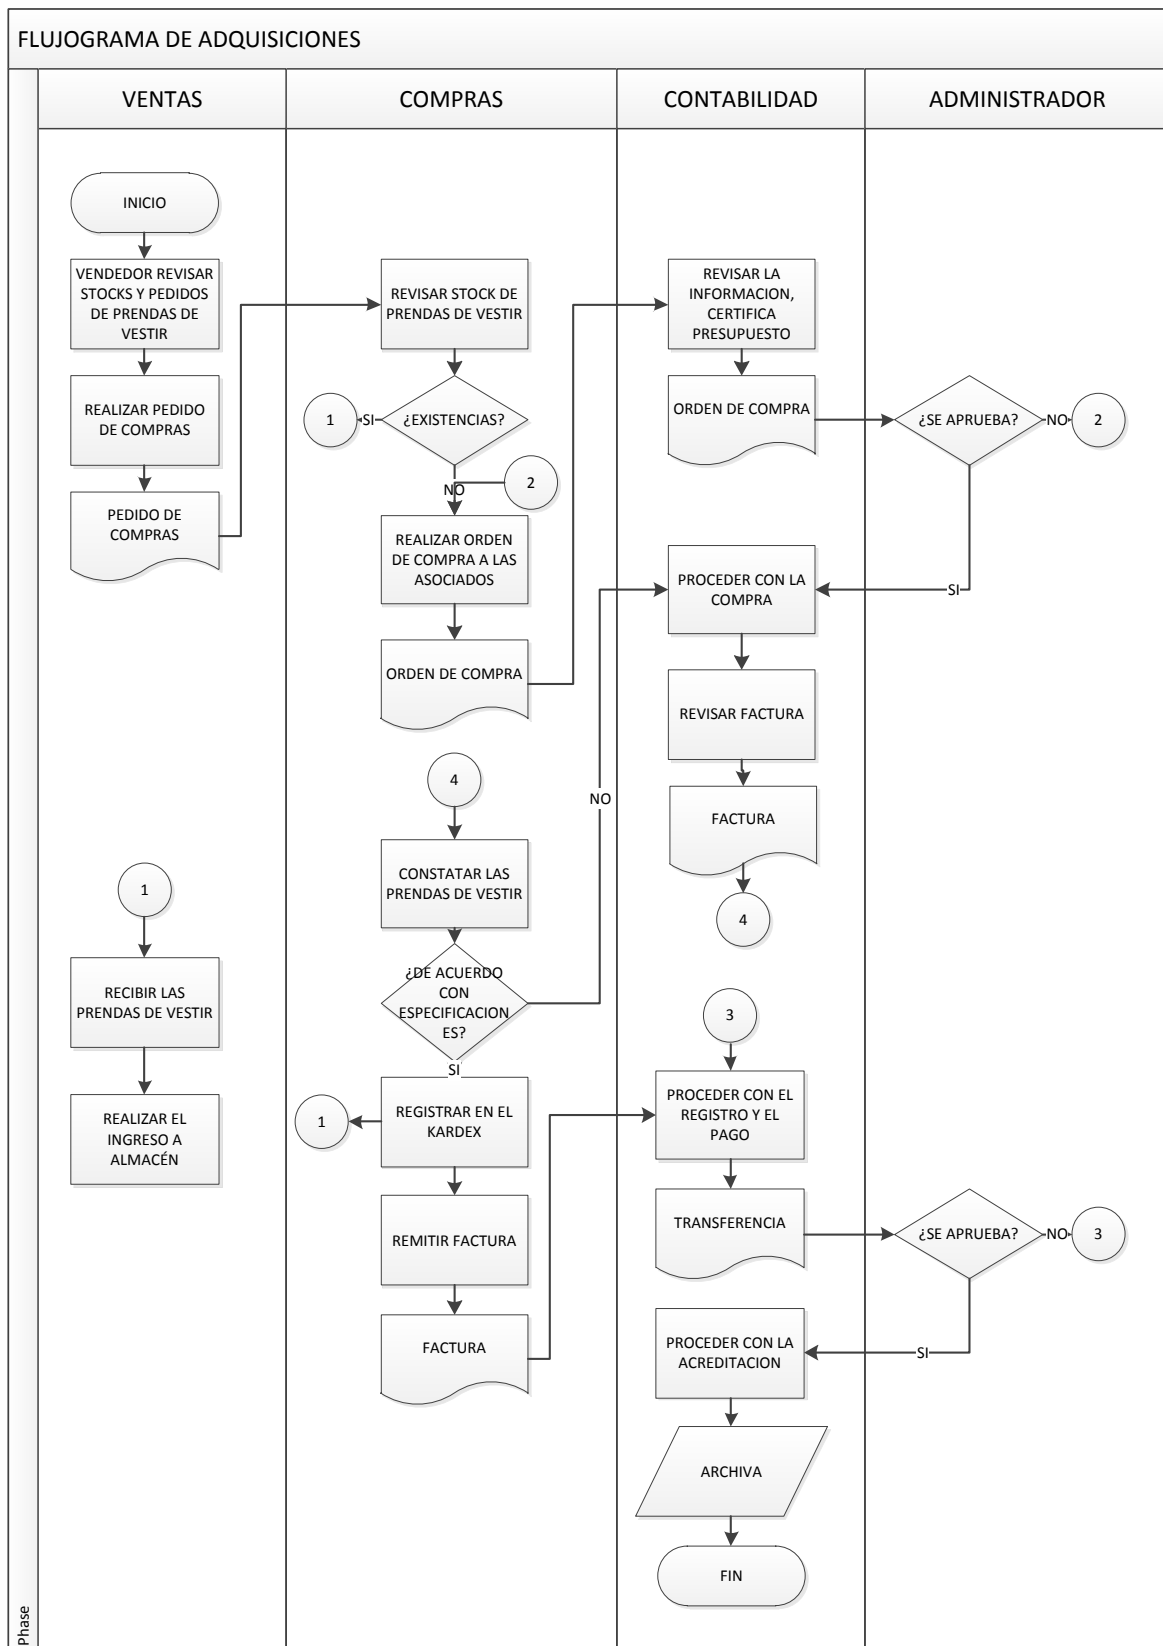 FLUJOGRAMA DE ADQUISICIONES
VENTAS
COMPRAS
CONTABILIDAD
ADMINISTRADOR
Phase
INICIO
VENDEDOR REVISAR
STOCKS Y PEDIDOS
DE PRENDAS DE
VESTIR
REALIZAR PEDIDO
DE COMPRAS
PEDIDO DE
COMPRAS
1
RECIBIR LAS
PRENDAS DE VESTIR
REALIZAR EL
INGRESO A
ALMACÉN
REVISAR STOCK DE
PRENDAS DE VESTIR
¿EXISTENCIAS?
SI
1
NO
2
REALIZAR ORDEN
DE COMPRA A LAS
ASOCIADOS
ORDEN DE COMPRA
4
CONSTATAR LAS
PRENDAS DE VESTIR
¿DE ACUERDO
CON
ESPECIFICACION
ES?
NO
SI
REGISTRAR EN EL
KARDEX
1
REMITIR FACTURA
FACTURA
REVISAR LA
INFORMACION,
CERTIFICA
PRESUPUESTO
ORDEN DE COMPRA
PROCEDER CON LA
COMPRA
REVISAR FACTURA
FACTURA
4
3
PROCEDER CON EL
REGISTRO Y EL
PAGO
TRANSFERENCIA
PROCEDER CON LA
ACREDITACION
ARCHIVA
FIN
¿SE APRUEBA?
NO
2
SI
¿SE APRUEBA?
NO
3
SI